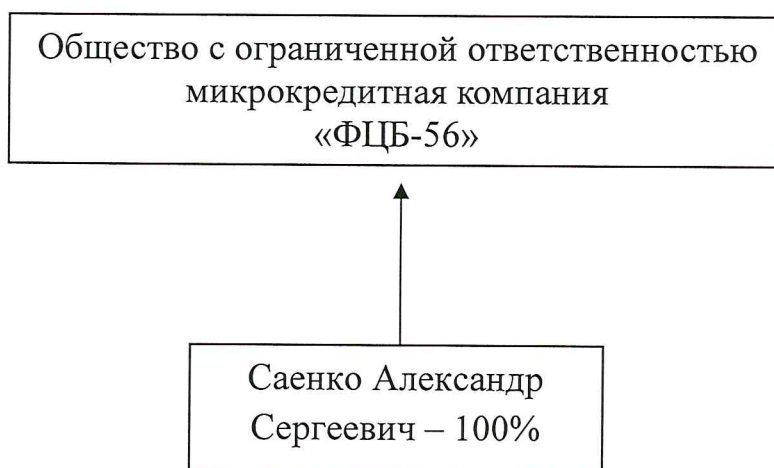 Общество с ограниченной ответственностью
микрокредитная компания
«ФЦБ-56»
Саенко Александр
Сергеевич – 100%